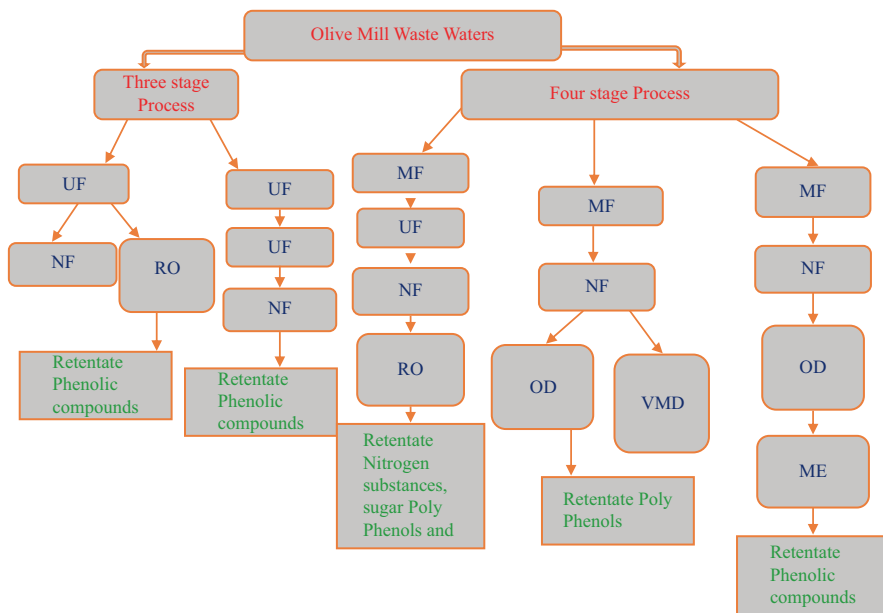 Olive Mill Waste Waters
Three stage
Process
Four stage Process
UF
NF
RO
Retentate
Phenolic
compounds
UF
UF
NF
Retentate
Phenolic
compounds
MF
UF
NF
RO
Retentate
Nitrogen
substances,
sugar Poly
Phenols and
MF
NF
OD
VMD
Retentate Poly
Phenols
MF
NF
OD
ME
Retentate
Phenolic
compounds